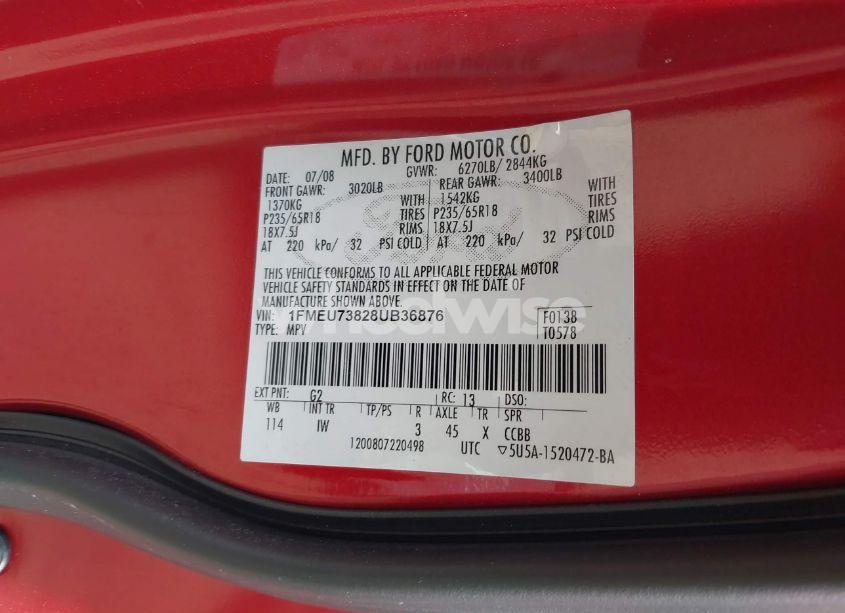 MFD. BY FORD MOTOR CO.
DATE: 07/08 GVWR: 6270LB/ 2844KG
FRONT GAWR: 3020LB REAR GAWR: 3400LB
1370KG WITH 1542KG WITH
P235/65R18 TIRES P235/65R18 TIRES
18X7.5J RIMS 18X7.5J RIMS
AT 220 kPa/ 32 PSI COLD AT 220 kPa/ 32 PSI COLD
THIS VEHICLE CONFORMS TO ALL APPLICABLE FEDERAL MOTOR
VEHICLE SAFETY STANDARDS IN EFFECT ON THE DATE OF
MANUFACTURE SHOWN ABOVE.
VIN: 1FMEU73828UB36876 F0138
TYPE: MPV T0578
wheelwise
EXT PNT: G2 RC: 13 DSO:
WB INT TR TP/PS R AXLE TR SPR
114 IW 3 45 X CCBB
1200807220498 UTC ▽5U5A-1520472-BA